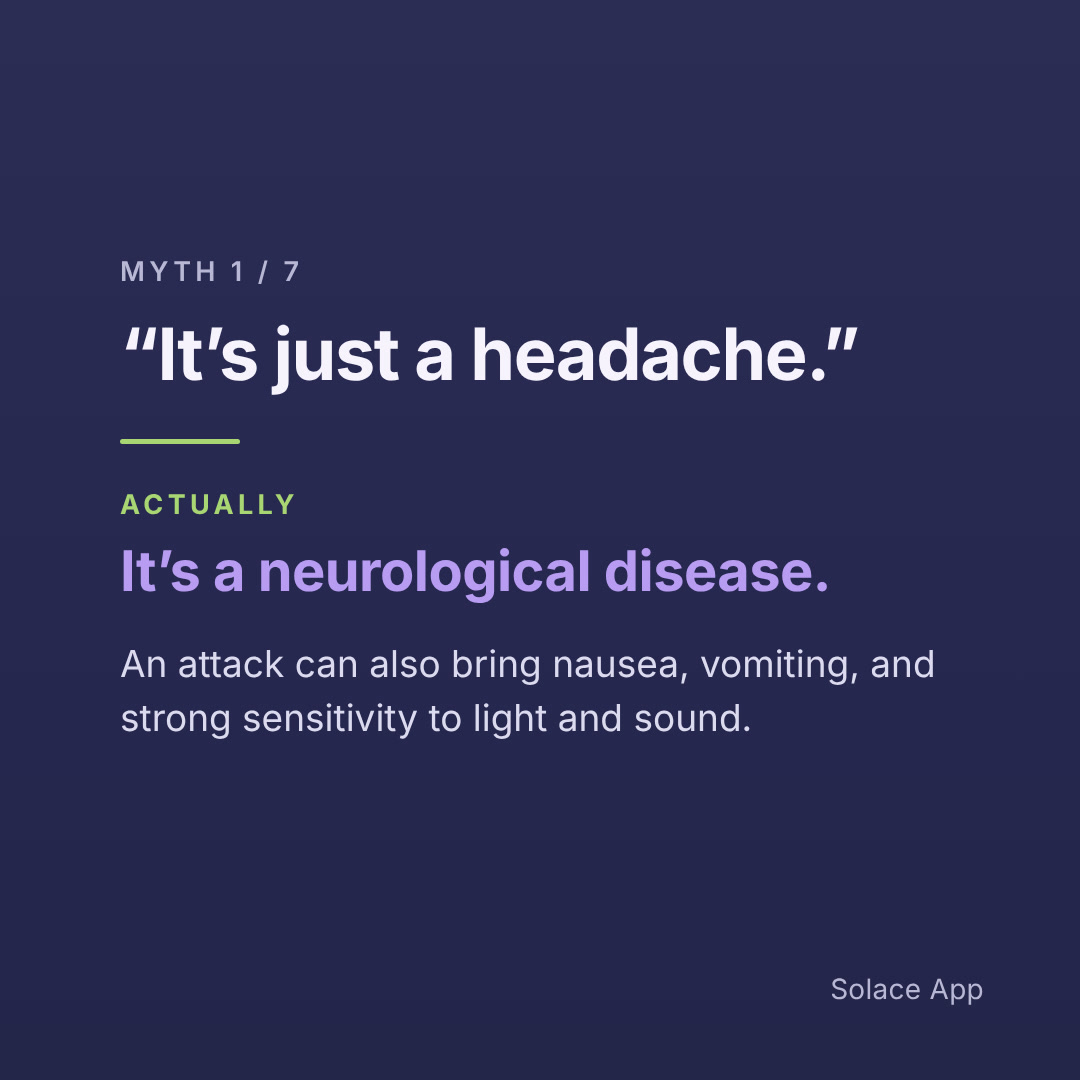 MYTH 1 / 7
“It’s just a headache.”
ACTUALLY
It’s a neurological disease.
An attack can also bring nausea, vomiting, and
strong sensitivity to light and sound.
Solace App